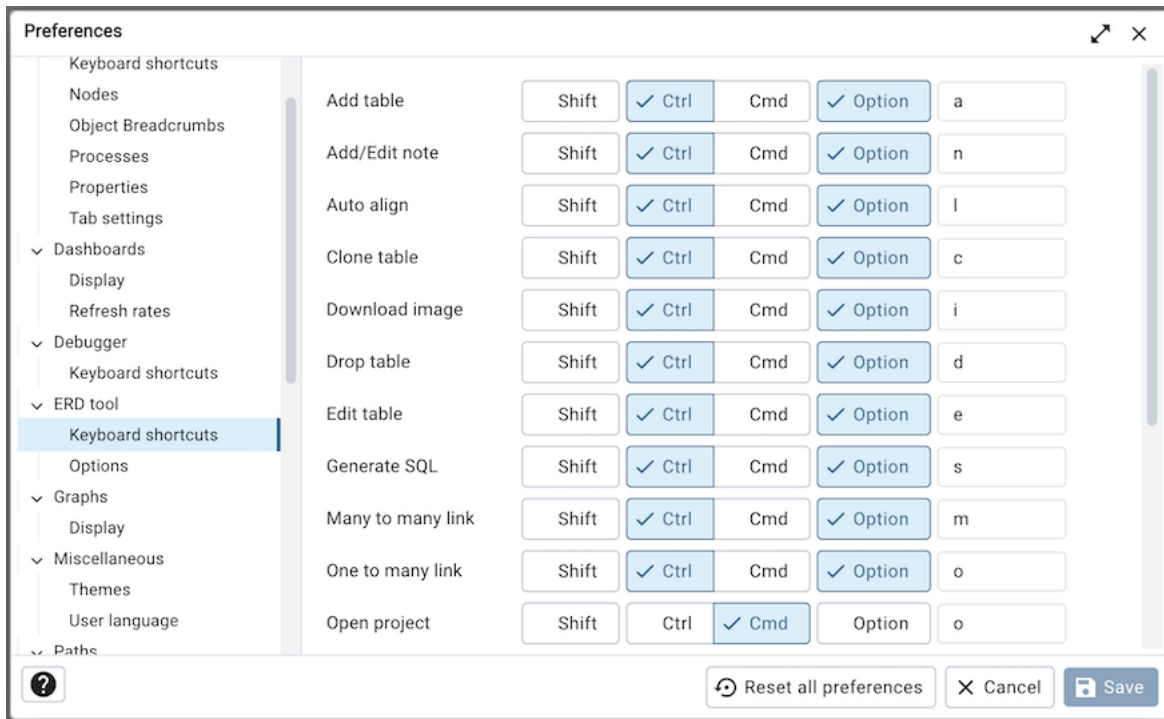 Preferences
Keyboard shortcuts
Nodes
Object Breadcrumbs
Processes
Properties
Tab settings
Dashboards
Display
Refresh rates
Debugger
Keyboard shortcuts
ERD tool
Keyboard shortcuts
Options
Graphs
Display
Miscellaneous
Themes
User language
Paths
Add table Shift Ctrl Cmd Option a
Add/Edit note Shift Ctrl Cmd Option n
Auto align Shift Ctrl Cmd Option l
Clone table Shift Ctrl Cmd Option c
Download image Shift Ctrl Cmd Option i
Drop table Shift Ctrl Cmd Option d
Edit table Shift Ctrl Cmd Option e
Generate SQL Shift Ctrl Cmd Option s
Many to many link Shift Ctrl Cmd Option m
One to many link Shift Ctrl Cmd Option o
Open project Shift Ctrl Cmd Option o
? Reset all preferences Cancel Save